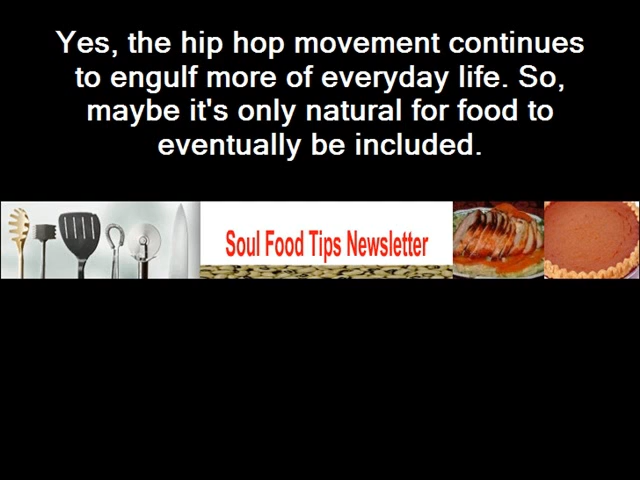 Yes, the hip hop movement continues
to engulf more of everyday life. So,
maybe it's only natural for food to
eventually be included.
Soul Food Tips Newsletter